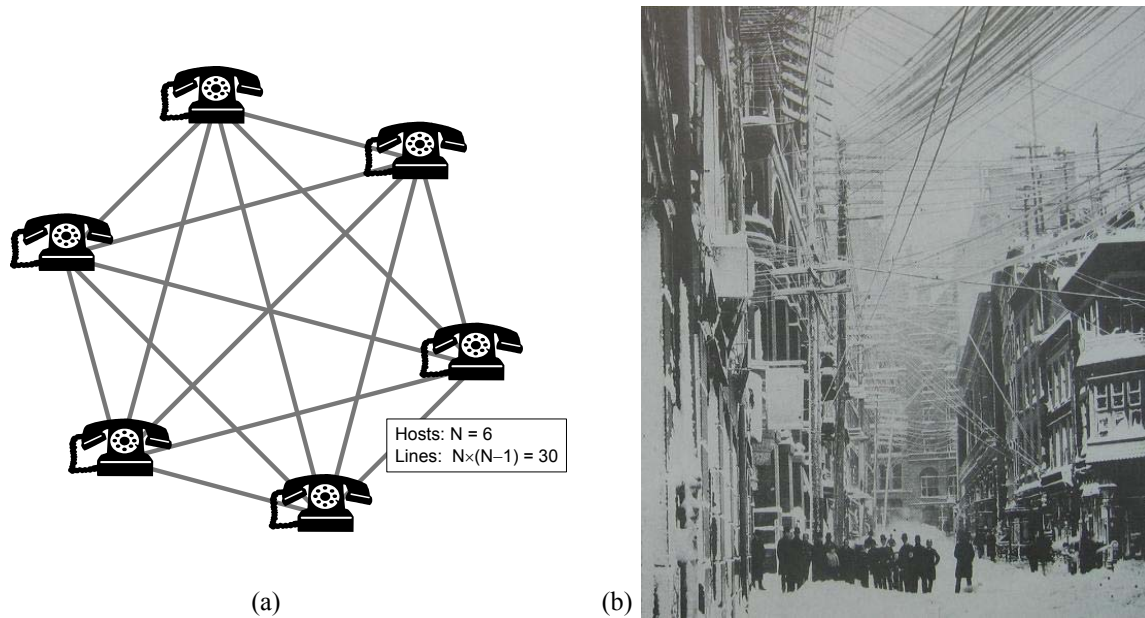 Hosts: N = 6
Lines: N×(N−1) = 30
(a)
(b)